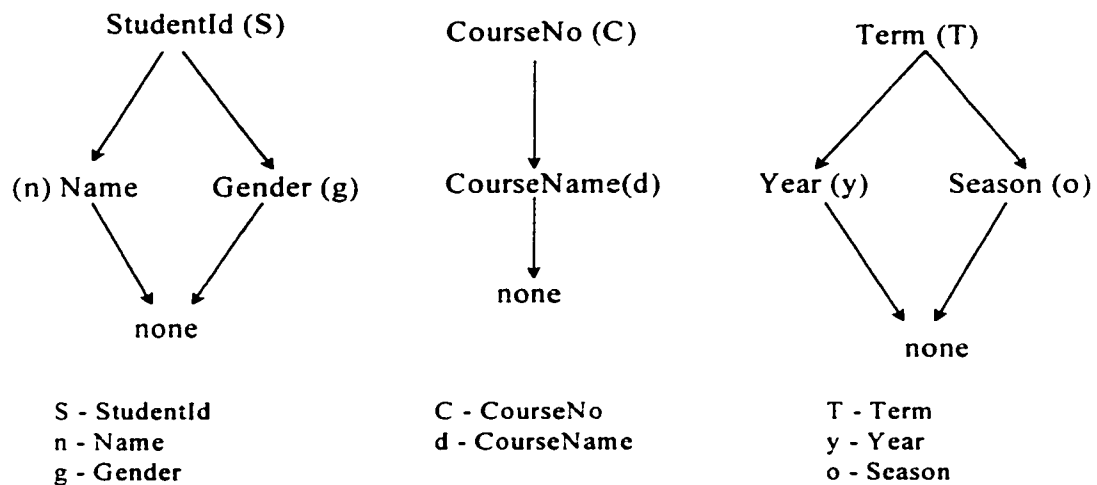 StudentId (S)
CourseNo (C)
Term (T)
(n) Name
Gender (g)
CourseName(d)
Year (y)
Season (o)
none
none
none
S - StudentId
n - Name
g - Gender
C - CourseNo
d - CourseName
T - Term
y - Year
o - Season